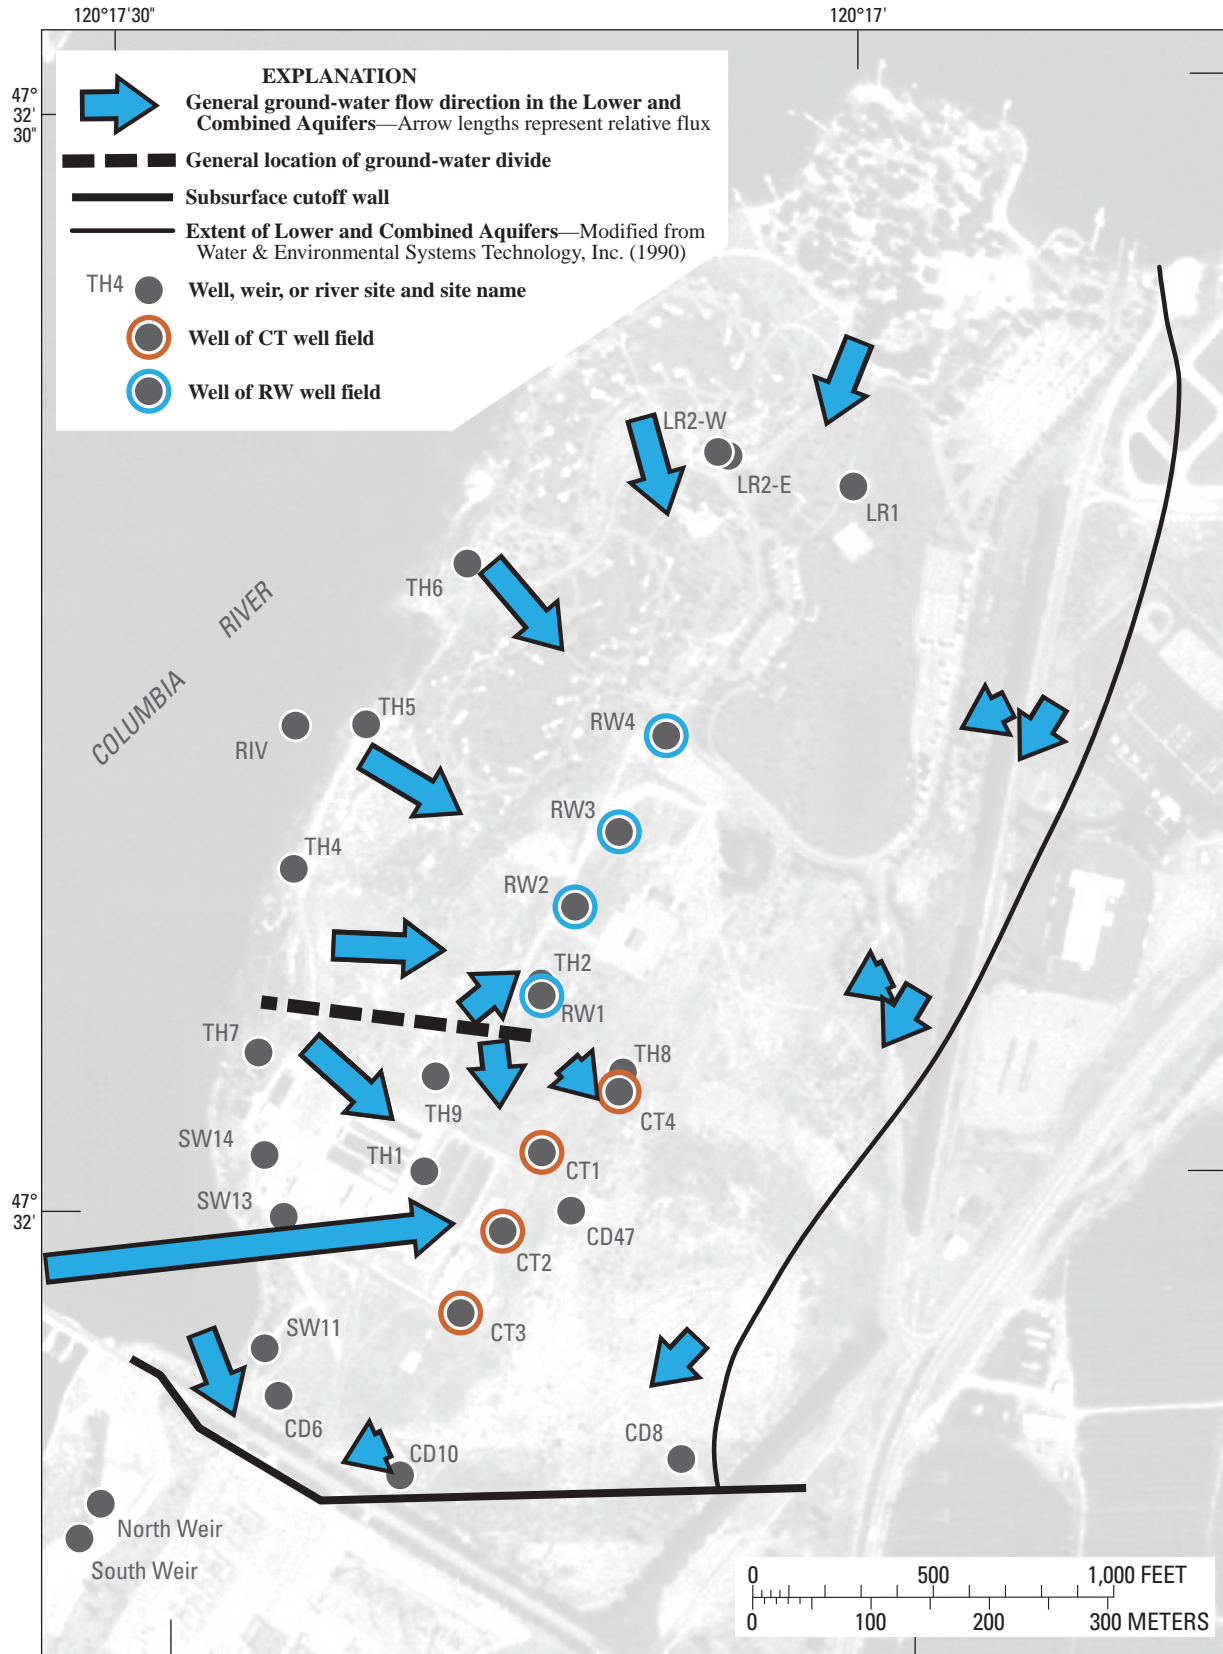 120°17'30"
120°17'
47°
32'
30"
EXPLANATION
General ground-water flow direction in the Lower and
Combined Aquifers—Arrow lengths represent relative flux
General location of ground-water divide
Subsurface cutoff wall
Extent of Lower and Combined Aquifers—Modified from
Water & Environmental Systems Technology, Inc. (1990)
TH4
Well, weir, or river site and site name
Well of CT well field
Well of RW well field
LR2-W
LR2-E
LR1
TH6
COLUMBIA RIVER
TH5
RIV
RW4
RW3
TH4
RW2
TH2
RW1
TH7
TH8
TH9
CT4
SW14
TH1
CT1
SW13
47°
32'
CD47
CT2
CT3
SW11
CD6
CD10
CD8
North Weir
South Weir
0 500 1,000 FEET
0 100 200 300 METERS